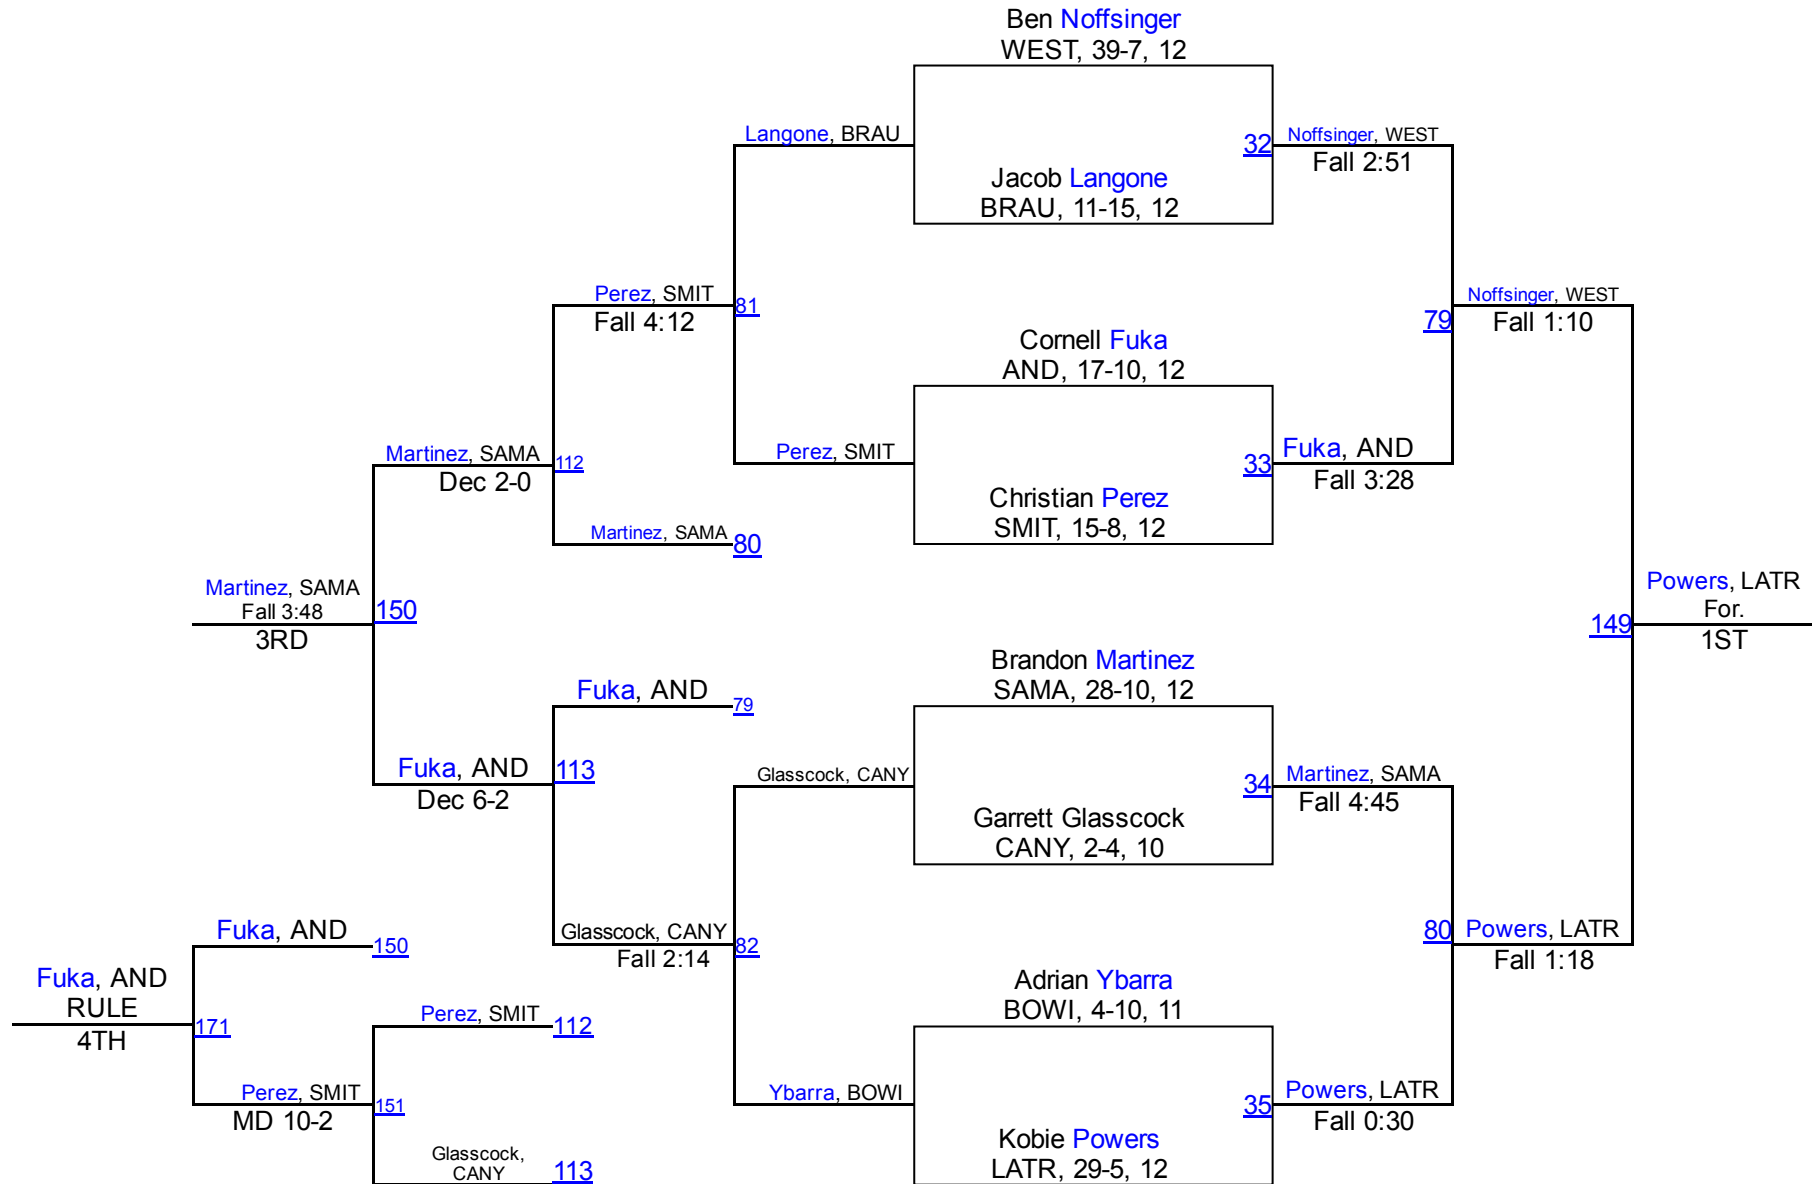 Ben Noffsinger
WEST, 39-7, 12
Langone, BRAU
32
Noffsinger, WEST
Fall 2:51
Jacob Langone
BRAU, 11-15, 12
Perez, SMIT
Fall 4:12
81
79
Noffsinger, WEST
Fall 1:10
Cornell Fuka
AND, 17-10, 12
Martinez, SAMA
Dec 2-0
112
Perez, SMIT
33
Fuka, AND
Fall 3:28
Christian Perez
SMIT, 15-8, 12
Martinez, SAMA
80
Martinez, SAMA
Fall 3:48
3RD
150
149
Powers, LATR
For.
1ST
Brandon Martinez
SAMA, 28-10, 12
Fuka, AND
79
Fuka, AND
Dec 6-2
113
Glasscock, CANY
34
Martinez, SAMA
Fall 4:45
Garrett Glasscock
CANY, 2-4, 10
Fuka, AND
150
Glasscock, CANY
Fall 2:14
82
80
Powers, LATR
Fall 1:18
Fuka, AND
RULE
4TH
171
Adrian Ybarra
BOWI, 4-10, 11
Perez, SMIT
112
Perez, SMIT
MD 10-2
151
Ybarra, BOWI
35
Powers, LATR
Fall 0:30
Kobie Powers
LATR, 29-5, 12
Glasscock,
CANY
113